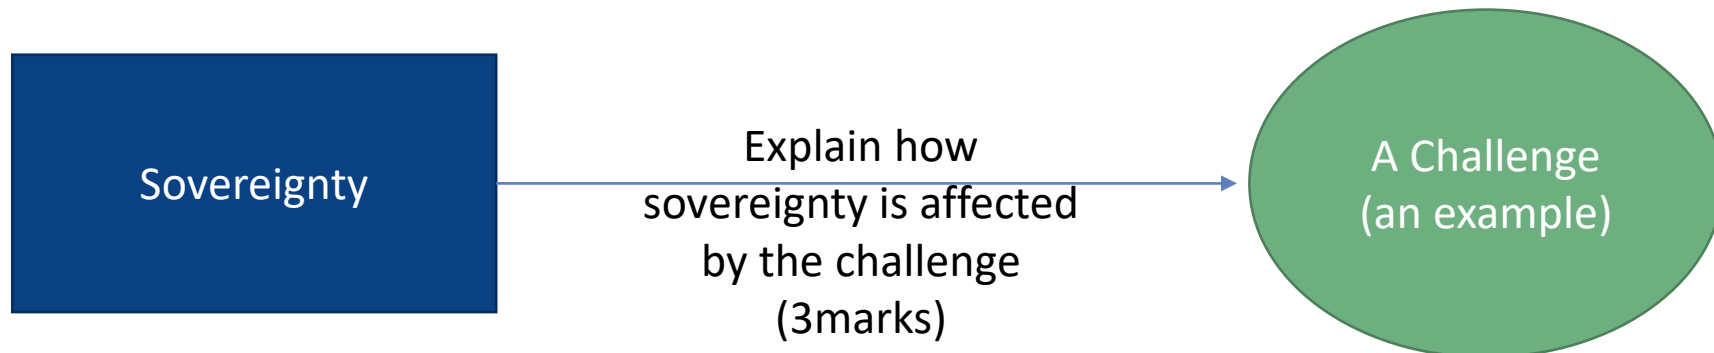 Sovereignty
Explain how
sovereignty is affected
by the challenge
(3marks)
A Challenge
(an example)